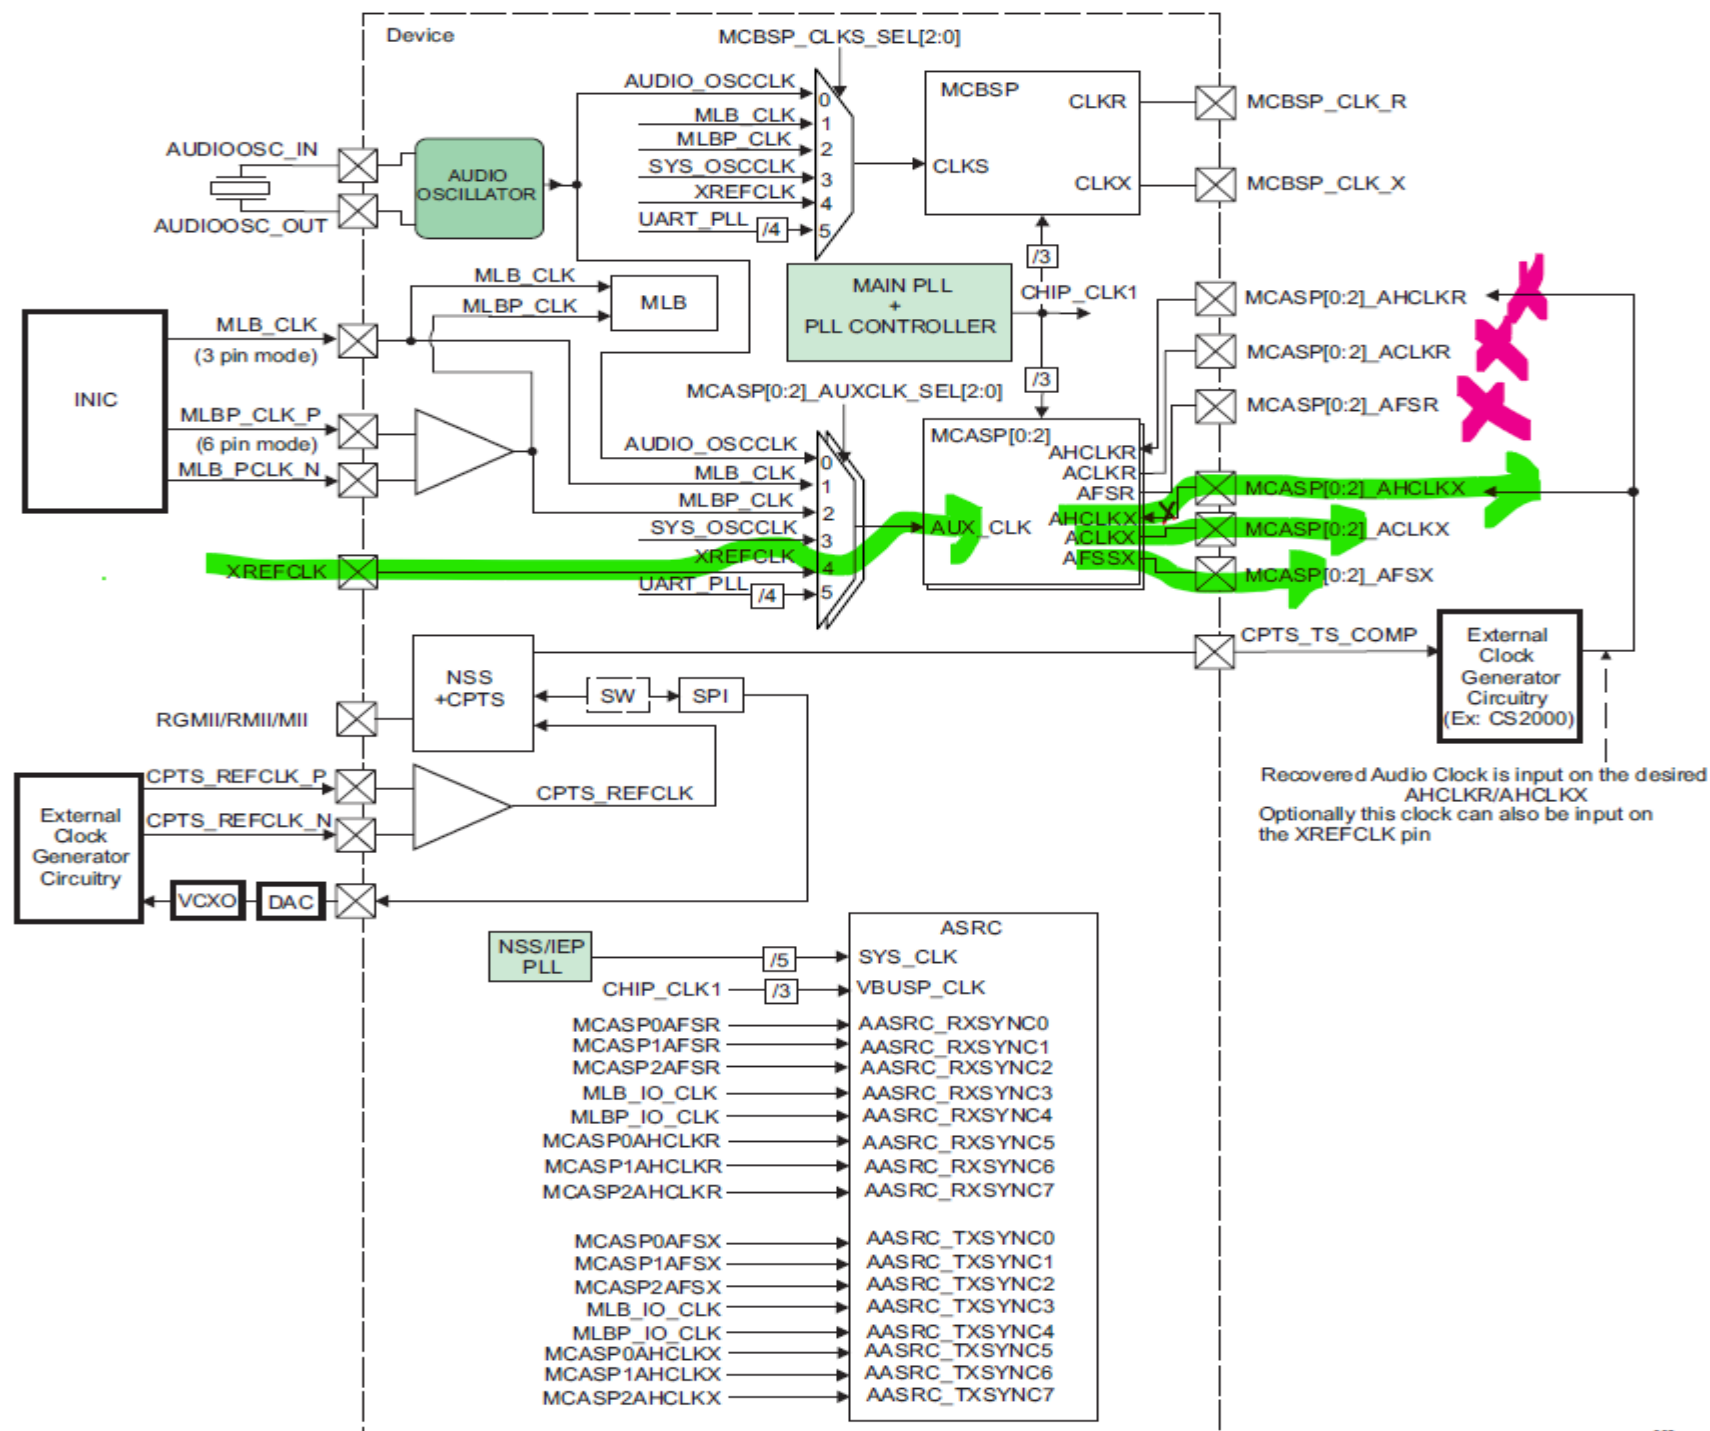 Device
MCBSP_CLKS_SEL[2:0]
AUDIO_OSCCLK
0
MLB_CLK
1
MLBP_CLK
2
SYS_OSCCLK
3
XREFCLK
4
UART_PLL
/4
5
MCBSP
CLKR
CLKS
CLKX
MCBSP_CLK_R
MCBSP_CLK_X
AUDIOOSC_IN
AUDIOOSC_OUT
AUDIO
OSCILLATOR
/3
MLB_CLK
MLBP_CLK
MLB
MAIN PLL
+
PLL CONTROLLER
CHIP_CLK1
/3
INIC
MLB_CLK
(3 pin mode)
MLBP_CLK_P
(6 pin mode)
MLB_PCLK_N
MCASP[0:2]_AUXCLK_SEL[2:0]
AUDIO_OSCCLK
0
MLB_CLK
1
MLBP_CLK
2
SYS_OSCCLK
3
XREFCLK
XREFCLK
4
UART_PLL
/4
5
MCASP[0:2]
AHCLKR
ACLKR
AFSR
AHCLKX
AUX_CLK
ACLKX
AFSSX
X
MCASP[0:2]_AHCLKR
MCASP[0:2]_ACLKR
MCASP[0:2]_AFSR
MCASP[0:2]_AHCLKX
MCASP[0:2]_ACLKX
MCASP[0:2]_AFSX
CPTS_TS_COMP
External
Clock
Generator
Circuitry
(Ex: CS2000)
Recovered Audio Clock is input on the desired
AHCLKR/AHCLKX
Optionally this clock can also be input on
the XREFCLK pin
NSS
+CPTS
SW
SPI
RGMII/RMII/MII
CPTS_REFCLK_P
CPTS_REFCLK_N
CPTS_REFCLK
External
Clock
Generator
Circuitry
VCXO
DAC
ASRC
NSS/IEP
PLL
/5
SYS_CLK
CHIP_CLK1
/3
VBUSP_CLK
MCASP0AFSR
AASRC_RXSYNC0
MCASP1AFSR
AASRC_RXSYNC1
MCASP2AFSR
AASRC_RXSYNC2
MLB_IO_CLK
AASRC_RXSYNC3
MLBP_IO_CLK
AASRC_RXSYNC4
MCASP0AHCLKR
AASRC_RXSYNC5
MCASP1AHCLKR
AASRC_RXSYNC6
MCASP2AHCLKR
AASRC_RXSYNC7
MCASP0AFSX
AASRC_TXSYNC0
MCASP1AFSX
AASRC_TXSYNC1
MCASP2AFSX
AASRC_TXSYNC2
MLB_IO_CLK
AASRC_TXSYNC3
MLBP_IO_CLK
AASRC_TXSYNC4
MCASP0AHCLKX
AASRC_TXSYNC5
MCASP1AHCLKX
AASRC_TXSYNC6
MCASP2AHCLKX
AASRC_TXSYNC7